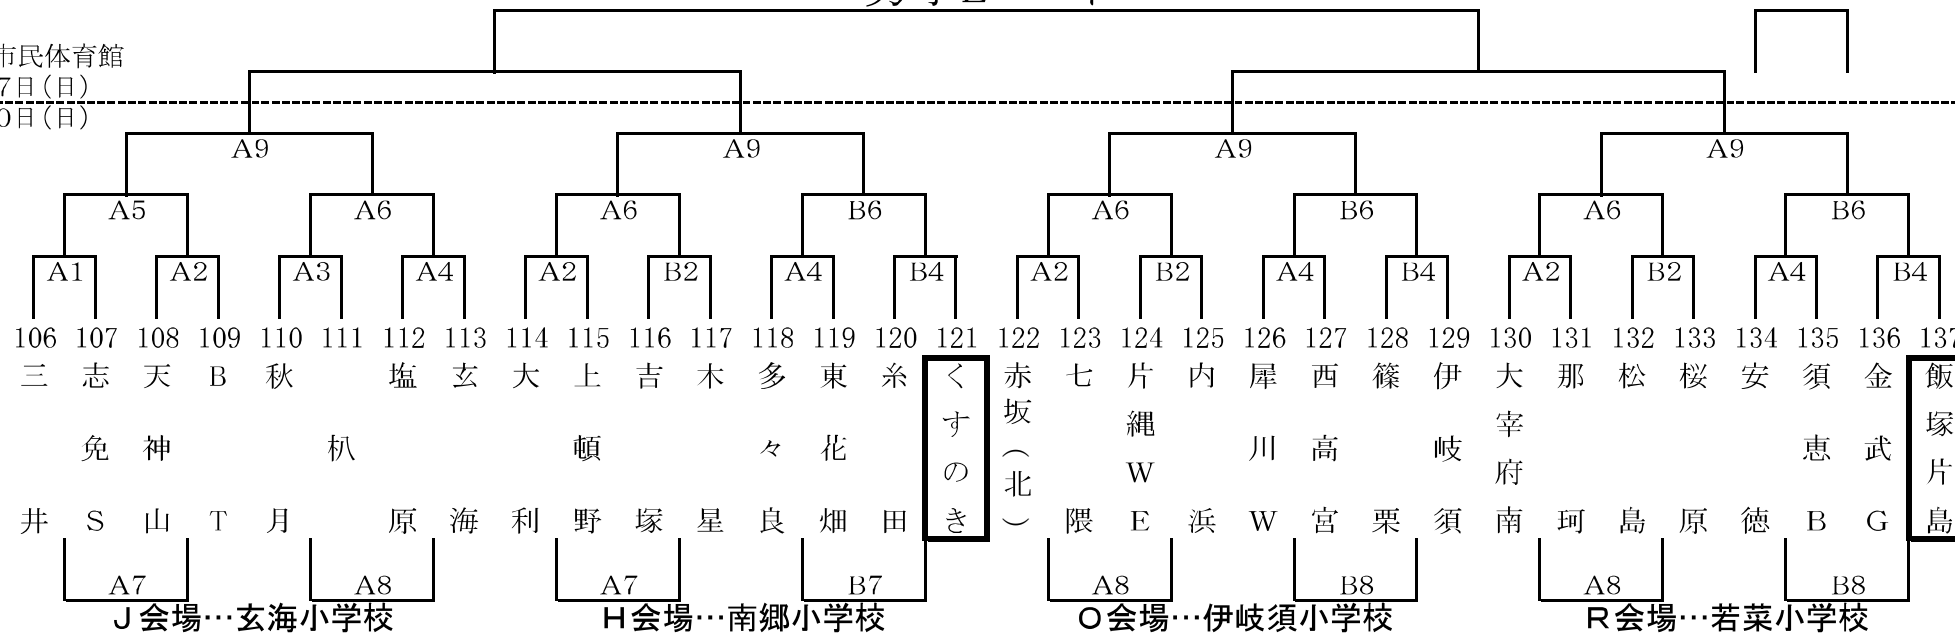 市民体育館
7日(日)
0日(日)
A9 A9 A9 A9
A5 A6 A6 B6 A6 B6 A6 B6
A1 A2 A3 A4 A2 B2 A4 B4 A2 B2 A4 B4 A2 B2 A4 B4
106 107 108 109 110 111 112 113 114 115 116 117 118 119 120 121 122 123 124 125 126 127 128 129 130 131 132 133 134 135 136 137
三井
志免S
天神山
BT
秋月
朳
塩原
玄海
大利
上頓野
吉塚
木星
多々良
東花畑
糸田
くすのき
赤坂(北)
七隈
片縄WE
内浜
犀川W
西高宮
篠栗
伊岐須
大宰府南
那珂
松島
桜原
安徳
須恵B
金武G
飯塚片島
A7 A8 A7 B7 A8 B8 A8 B8
J会場…玄海小学校 H会場…南郷小学校 O会場…伊岐須小学校 R会場…若菜小学校